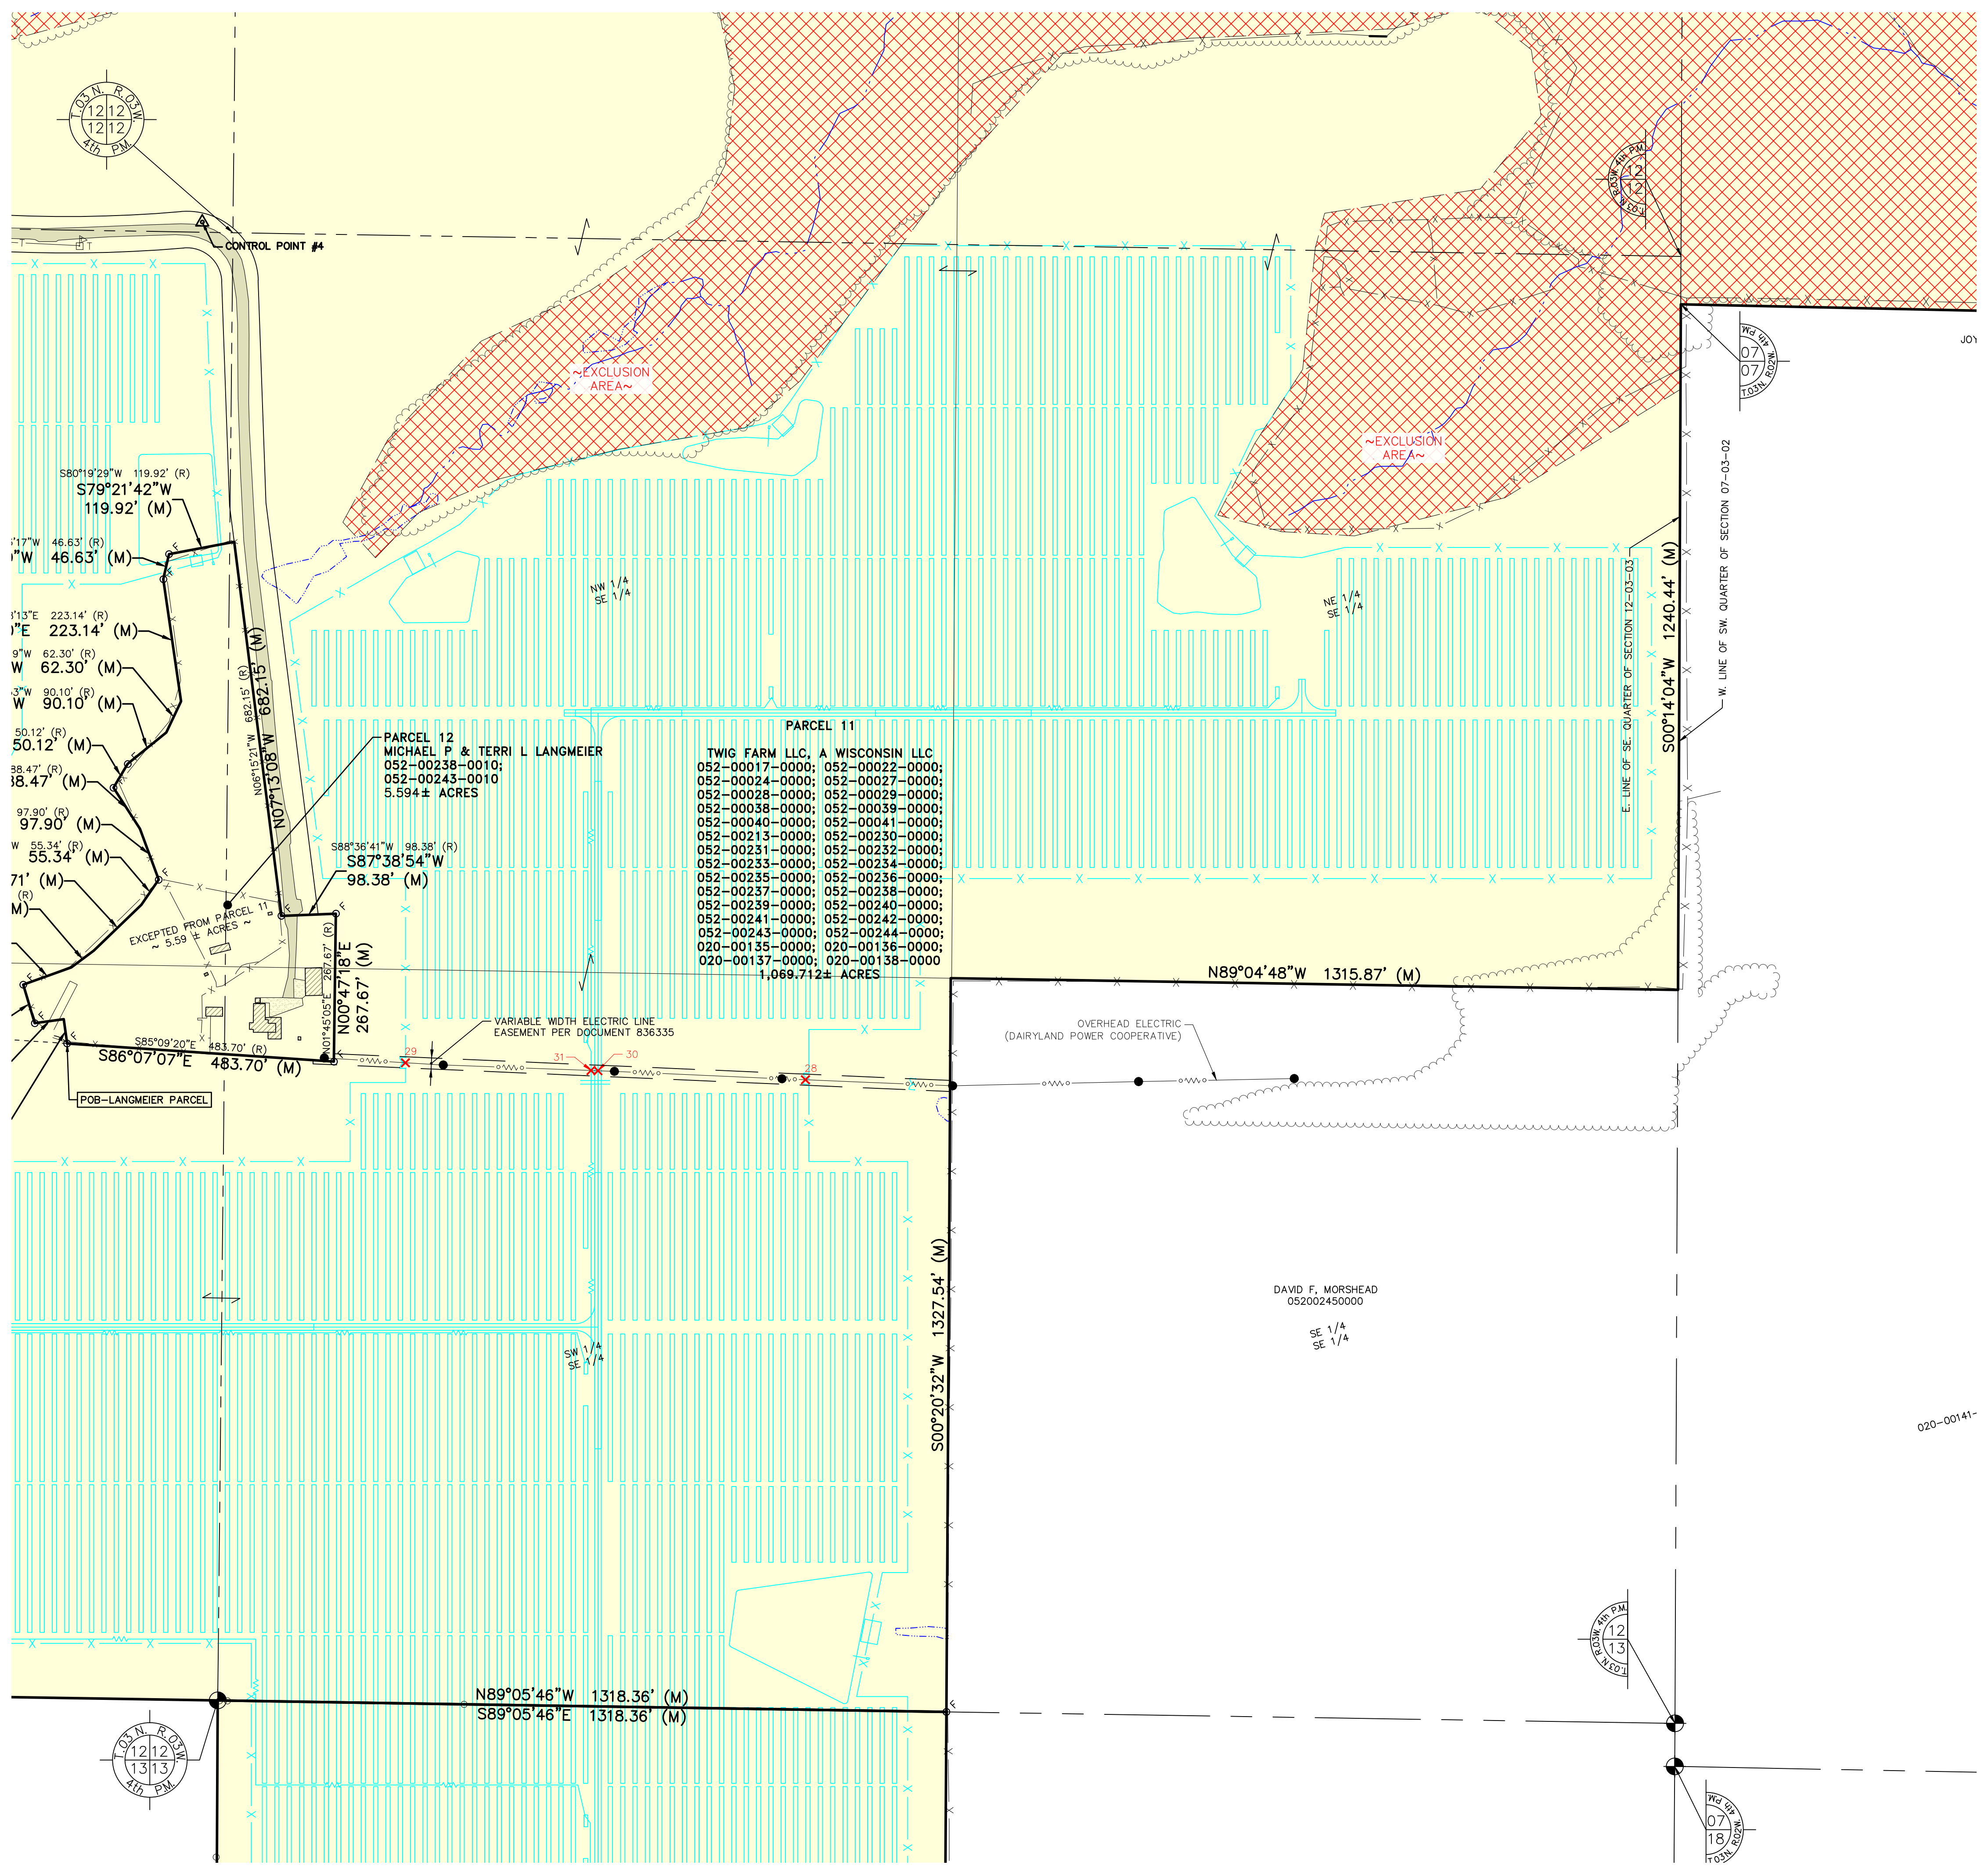 T.03 N. R.03W.
12 12
12 12
4th P.M.
CONTROL POINT #4
T.03N. R.03W. 4th P.M.
12
12
4th P.M.
07
07
T.03N. R.02W.
JOY
~EXCLUSION
AREA~
~EXCLUSION
AREA~
S80°19'29"W 119.92' (R)
S79°21'42"W
119.92' (M)
17"W 46.63' (R)
"W 46.63' (M)
13"E 223.14' (R)
"E 223.14' (M)
9"W 62.30' (R)
W 62.30' (M)
3"W 90.10' (R)
W 90.10' (M)
50.12' (R)
50.12' (M)
38.47' (R)
38.47' (M)
97.90' (R)
97.90' (M)
W 55.34' (R)
55.34' (M)
71' (M)
(R)
M)
N06°15'21"W 682.15' (R)
N07°13'08"W 682.15' (M)
NW 1/4
SE 1/4
NE 1/4
SE 1/4
E. LINE OF SE. QUARTER OF SECTION 12-03-03
S00°14'04"W 1240.44' (M)
W. LINE OF SW. QUARTER OF SECTION 07-03-02
PARCEL 12
MICHAEL P & TERRI L LANGMEIER
052-00238-0010;
052-00243-0010
5.594± ACRES
PARCEL 11
TWIG FARM LLC, A WISCONSIN LLC
052-00017-0000; 052-00022-0000;
052-00024-0000; 052-00027-0000;
052-00028-0000; 052-00029-0000;
052-00038-0000; 052-00039-0000;
052-00040-0000; 052-00041-0000;
052-00213-0000; 052-00230-0000;
052-00231-0000; 052-00232-0000;
052-00233-0000; 052-00234-0000;
052-00235-0000; 052-00236-0000;
052-00237-0000; 052-00238-0000;
052-00239-0000; 052-00240-0000;
052-00241-0000; 052-00242-0000;
052-00243-0000; 052-00244-0000;
020-00135-0000; 020-00136-0000;
020-00137-0000; 020-00138-0000
1,069.712± ACRES
S88°36'41"W 98.38' (R)
S87°38'54"W
98.38' (M)
EXCEPTED FROM PARCEL 11
~ 5.59 ± ACRES ~
N01°45'05"E 267.67' (R)
N00°47'18"E
267.67' (M)
N89°04'48"W 1315.87' (M)
VARIABLE WIDTH ELECTRIC LINE
EASEMENT PER DOCUMENT 836335
OVERHEAD ELECTRIC
(DAIRYLAND POWER COOPERATIVE)
S85°09'20"E 483.70' (R)
S86°07'07"E 483.70' (M)
29
31
30
28
POB-LANGMEIER PARCEL
S00°20'32"W 1327.54' (M)
DAVID F, MORSHEAD
052002450000
SE 1/4
SE 1/4
SW 1/4
SE 1/4
020-00141-
T.03N. R.03W. 4th P.M.
12
13
N89°05'46"W 1318.36' (M)
S89°05'46"E 1318.36' (M)
T.03 N. R.03W.
12 12
13 13
4th P.M.
4th P.M.
07
18
T.03N. R.02W.